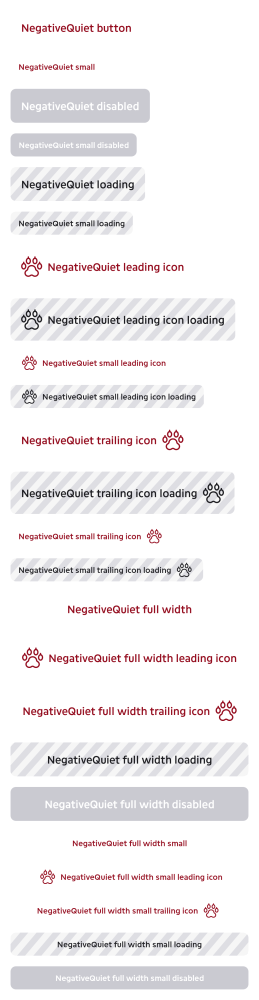 NegativeQuiet button
NegativeQuiet small
NegativeQuiet disabled
NegativeQuiet small disabled
NegativeQuiet loading
NegativeQuiet small loading
NegativeQuiet leading icon
NegativeQuiet leading icon loading
NegativeQuiet small leading icon
NegativeQuiet small leading icon loading
NegativeQuiet trailing icon
NegativeQuiet trailing icon loading
NegativeQuiet small trailing icon
NegativeQuiet small trailing icon loading
NegativeQuiet full width
NegativeQuiet full width leading icon
NegativeQuiet full width trailing icon
NegativeQuiet full width loading
NegativeQuiet full width disabled
NegativeQuiet full width small
NegativeQuiet full width small leading icon
NegativeQuiet full width small trailing icon
NegativeQuiet full width small loading
NegativeQuiet full width small disabled